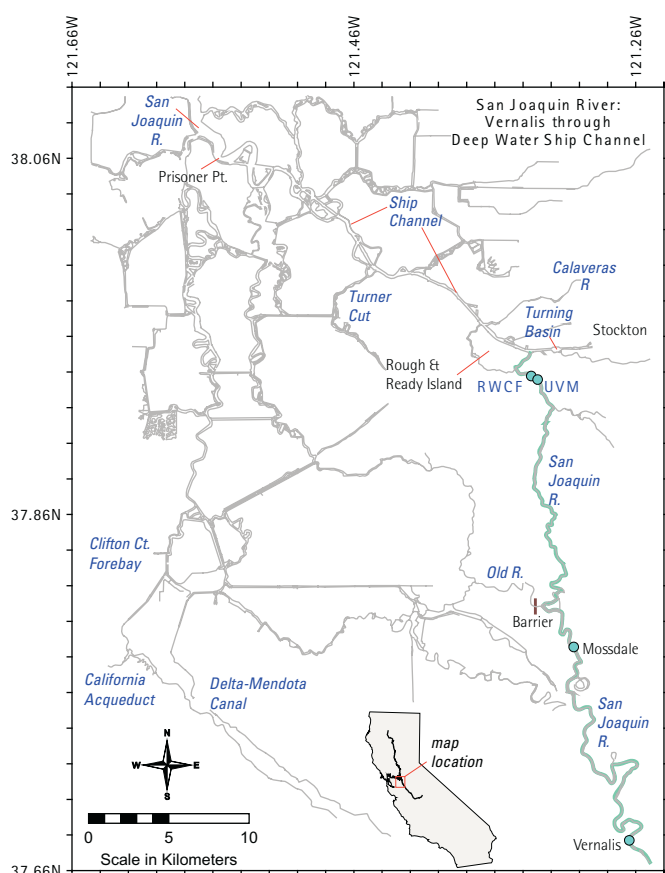 121.66W
121.46W
121.26W
San Joaquin River:
Vernalis through
Deep Water Ship Channel
San
Joaquin
R.
38.06N
Prisoner Pt.
Ship
Channel
Calaveras
R
Turner
Cut
Turning
Basin
Stockton
Rough &
Ready Island
RWCF
UVM
San
Joaquin
R.
37.86N
Clifton Ct.
Forebay
Old R.
Barrier
Mossdale
California
Acqueduct
Delta-Mendota
Canal
San
Joaquin
R.
N
W
E
S
map
location
0
5
10
Scale in Kilometers
Vernalis
37.66N